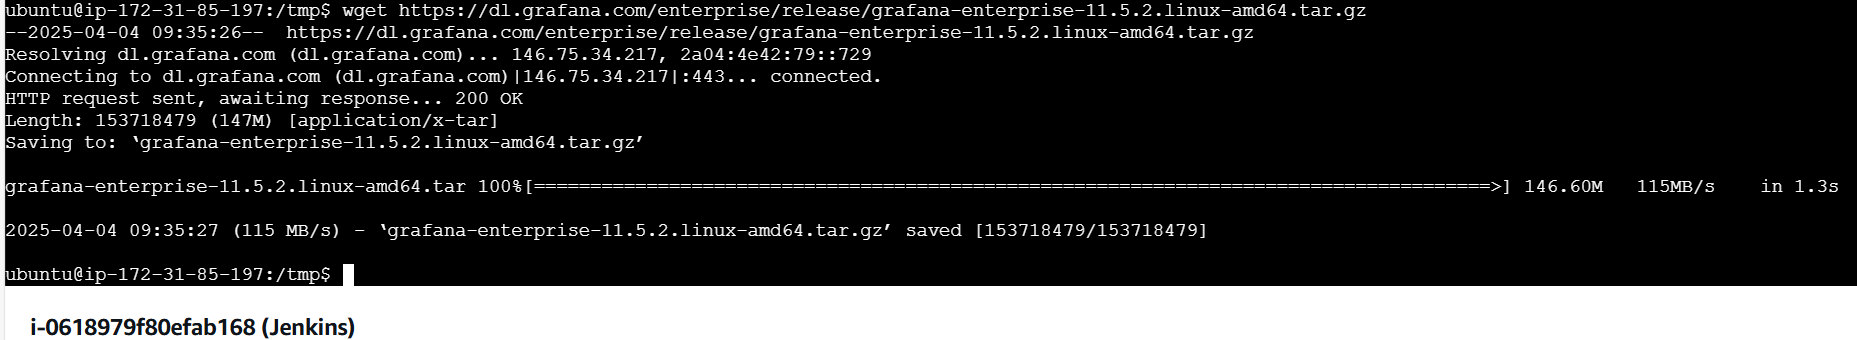 ubuntu@ip-172-31-85-197:/tmp$ wget https://dl.grafana.com/enterprise/release/grafana-enterprise-11.5.2.linux-amd64.tar.gz
--2025-04-04 09:35:26--  https://dl.grafana.com/enterprise/release/grafana-enterprise-11.5.2.linux-amd64.tar.gz
Resolving dl.grafana.com (dl.grafana.com)... 146.75.34.217, 2a04:4e42:79::729
Connecting to dl.grafana.com (dl.grafana.com)|146.75.34.217|:443... connected.
HTTP request sent, awaiting response... 200 OK
Length: 153718479 (147M) [application/x-tar]
Saving to: ‘grafana-enterprise-11.5.2.linux-amd64.tar.gz’
grafana-enterprise-11.5.2.linux-amd64.tar 100%[=====================================================================================>] 146.60M   115MB/s    in 1.3s
2025-04-04 09:35:27 (115 MB/s) - ‘grafana-enterprise-11.5.2.linux-amd64.tar.gz’ saved [153718479/153718479]
ubuntu@ip-172-31-85-197:/tmp$
i-0618979f80efab168 (Jenkins)